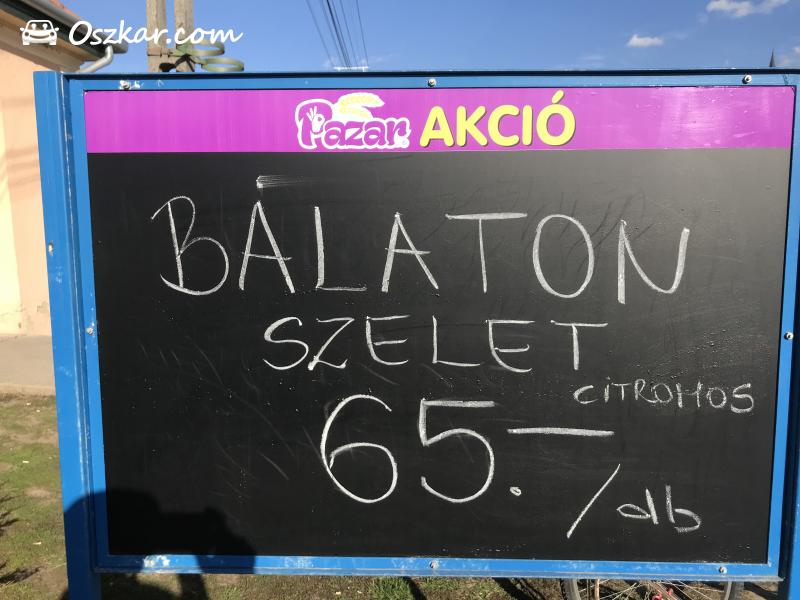 Oszkar.com
Pazar AKCIÓ
BALATON
SZELET
CITROMOS
65.—
/db